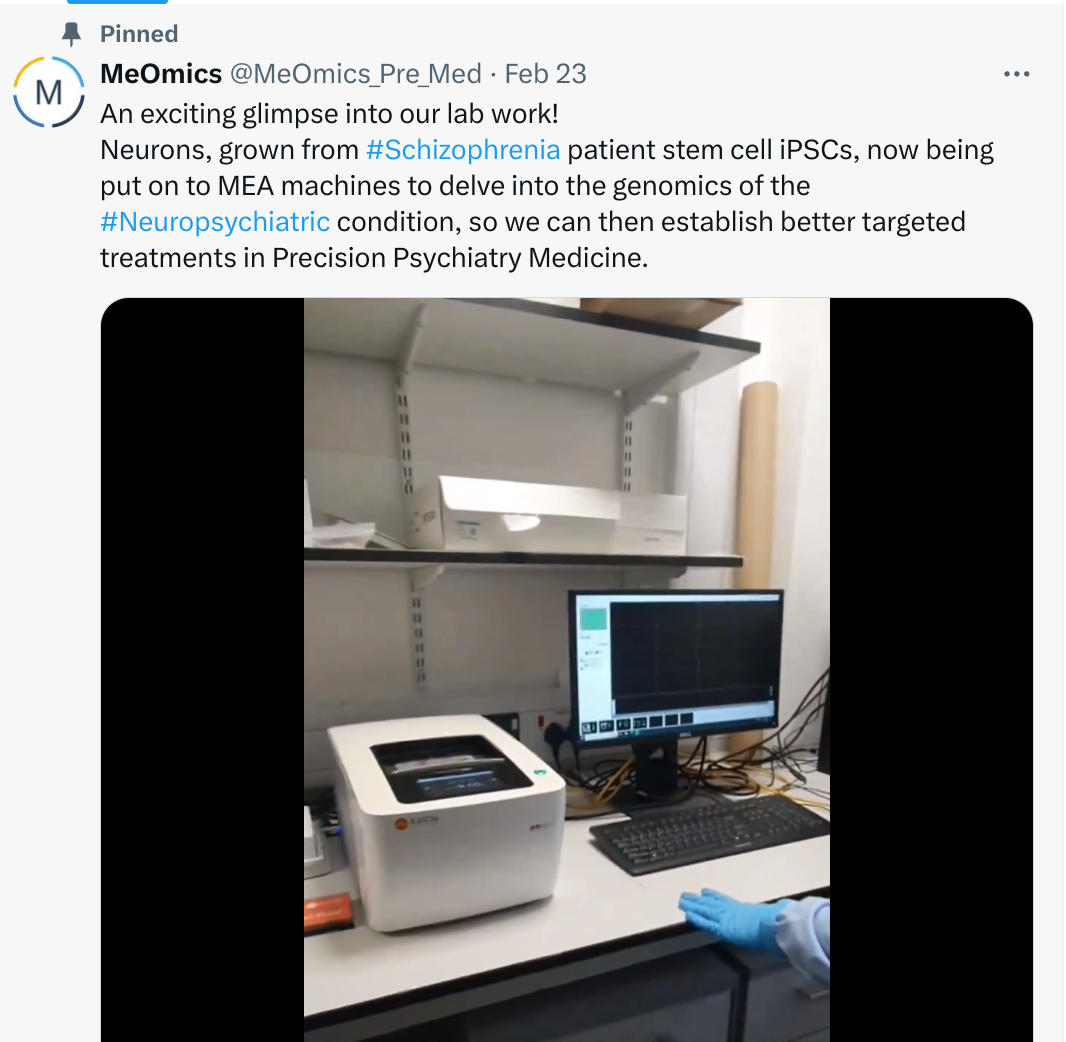 Pinned
M
MeOmics @MeOmics_Pre_Med · Feb 23 ...
An exciting glimpse into our lab work!
Neurons, grown from #Schizophrenia patient stem cell iPSCs, now being
put on to MEA machines to delve into the genomics of the
#Neuropsychiatric condition, so we can then establish better targeted
treatments in Precision Psychiatry Medicine.
DELL
AXION